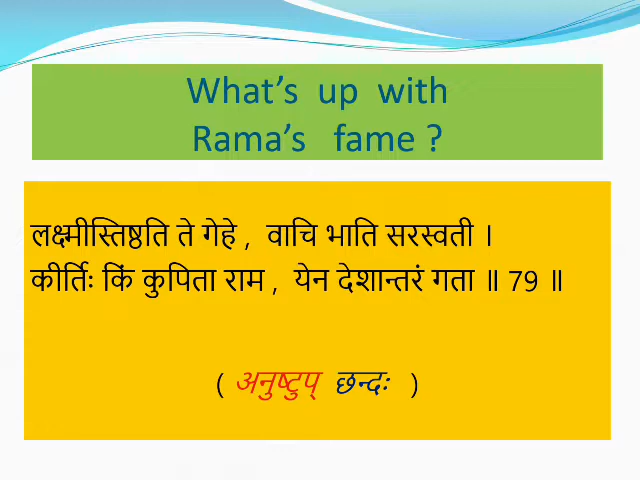 What's up with
Rama's fame ?
लक्ष्मीस्तिष्ठति ते गेहे , वाचि भाति सरस्वती ।
कीर्तिः किं कुपिता राम , येन देशान्तरं गता ॥ 79 ॥
( अनुष्टुप् छन्दः )